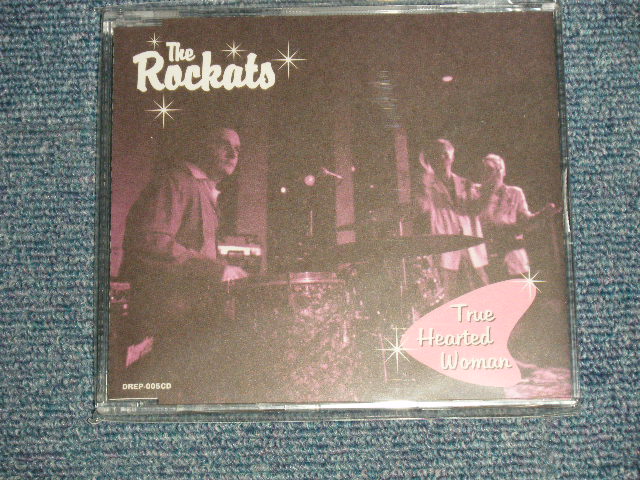 The
Rockats
True
Hearted
Woman
DREP-005CD